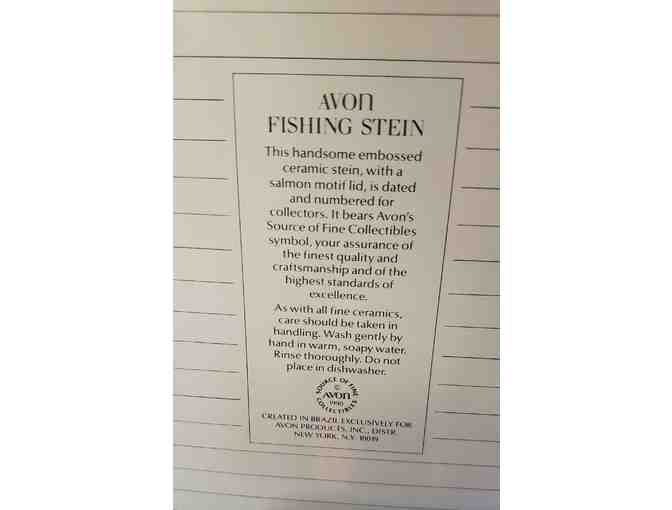 AVON
FISHING STEIN
This handsome embossed
ceramic stein, with a
salmon motif lid, is dated
and numbered for
collectors. It bears Avon's
Source of Fine Collectibles
symbol, your assurance of
the finest quality and
craftsmanship and of the
highest standards of
excellence.
As with all fine ceramics,
care should be taken in
handling. Wash gently by
hand in warm, soapy water.
Rinse thoroughly. Do not
place in dishwasher.
SOURCE OF FINE
©
AVON
1990
COLLECTIBLES
CREATED IN BRAZIL EXCLUSIVELY FOR
AVON PRODUCTS, INC., DISTR.
NEW YORK, N.Y. 10019